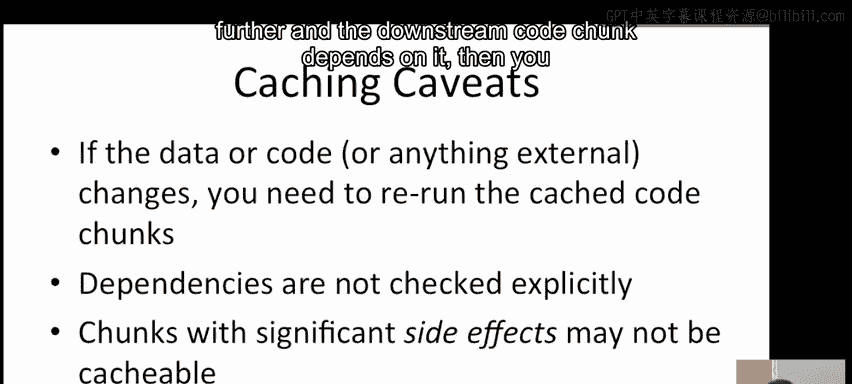 GPT中英字幕课程资源@bilibili.com
further and the downstream code chunk
depends on it, then you
Caching Caveats
• If the data or code (or anything external)
changes, you need to re-run the cached code
chunks
• Dependencies are not checked explicitly
• Chunks with significant side effects may not be
cacheable